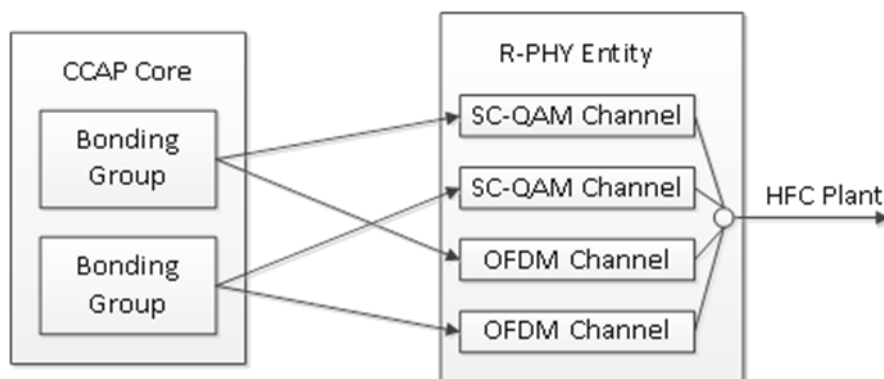 CCAP Core
Bonding
Group
Bonding
Group
R-PHY Entity
SC-QAM Channel
SC-QAM Channel
OFDM Channel
OFDM Channel
HFC Plant